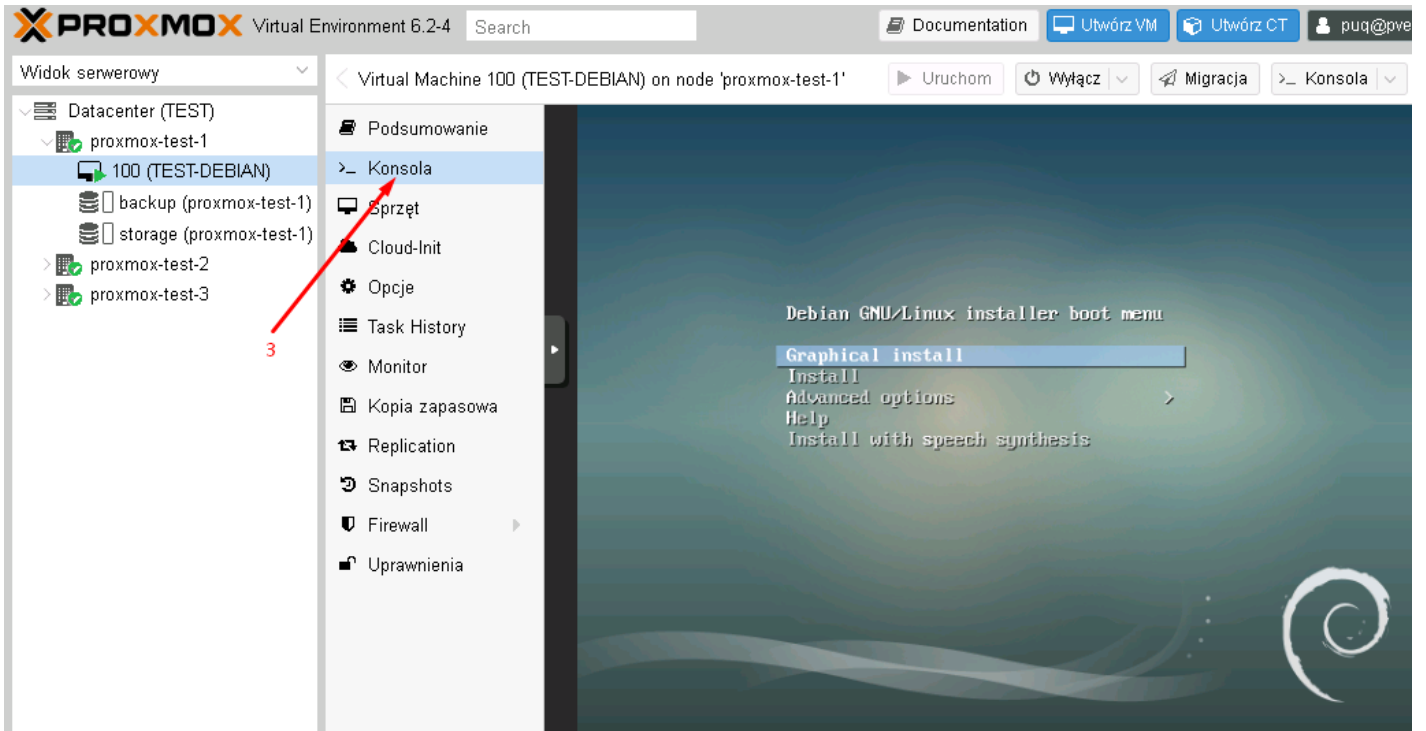 PROXMOX Virtual Environment 6.2-4 Search Documentation Utwórz VM Utwórz CT puq@pve
Widok serwerowy
Datacenter (TEST)
proxmox-test-1
100 (TEST-DEBIAN)
backup (proxmox-test-1)
storage (proxmox-test-1)
proxmox-test-2
proxmox-test-3
Virtual Machine 100 (TEST-DEBIAN) on node 'proxmox-test-1' Uruchom Wyłącz Migracja >_ Konsola
Podsumowanie
>_ Konsola
Sprzęt
Cloud-Init
Opcje
Task History
Monitor
Kopia zapasowa
Replication
Snapshots
Firewall
Uprawnienia
3
Debian GNU/Linux installer boot menu
Graphical install
Install
Advanced options >
Help
Install with speech synthesis